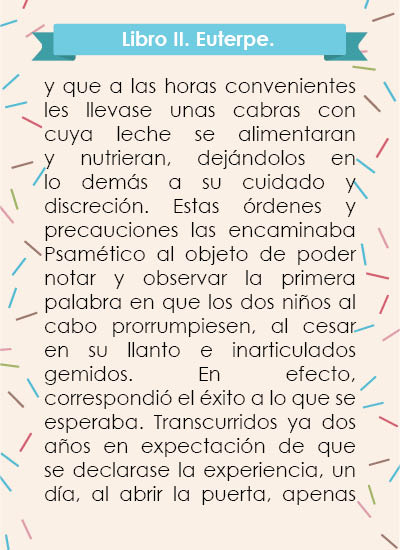 Libro II. Euterpe.
y que a las horas convenientes
les llevase unas cabras con
cuya leche se alimentaran
y nutrieran, dejándolos en
lo demás a su cuidado y
discreción. Estas órdenes y
precauciones las encaminaba
Psamético al objeto de poder
notar y observar la primera
palabra en que los dos niños al
cabo prorrumpiesen, al cesar
en su llanto e inarticulados
gemidos. En efecto,
correspondió el éxito a lo que se
esperaba. Transcurridos ya dos
años en expectación de que
se declarase la experiencia, un
día, al abrir la puerta, apenas